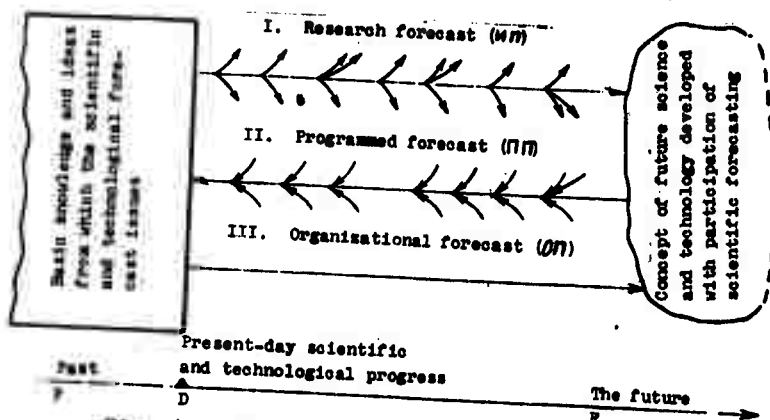 I. Research forecast (ИП)
Basin knowledge and ideas
from which the scientific
and technological fore-
cast issues
II. Programmed forecast (ПП)
III. Organizational forecast (ОП)
Concept of future science
and technology developed
with participation of
scientific forecasting
Present-day scientific
and technological progress
Past
P
D
The future